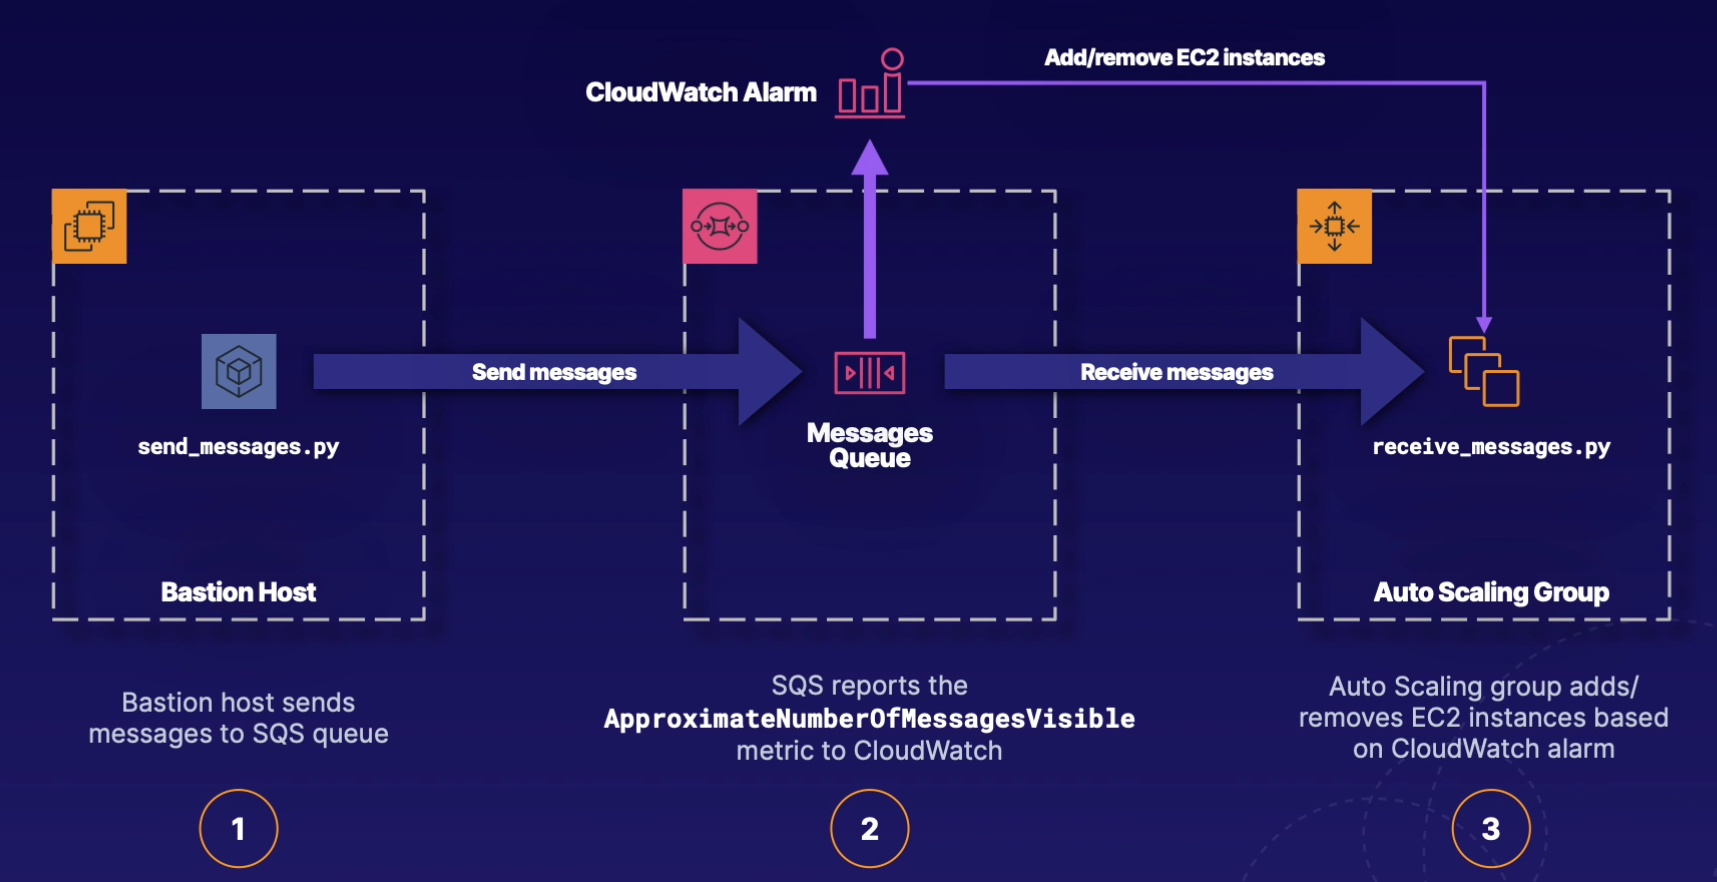 CloudWatch Alarm
Add/remove EC2 instances
send_messages.py
Bastion Host
Send messages
Messages
Queue
Receive messages
receive_messages.py
Auto Scaling Group
Bastion host sends
messages to SQS queue
1
SQS reports the
ApproximateNumberOfMessagesVisible
metric to CloudWatch
2
Auto Scaling group adds/
removes EC2 instances based
on CloudWatch alarm
3